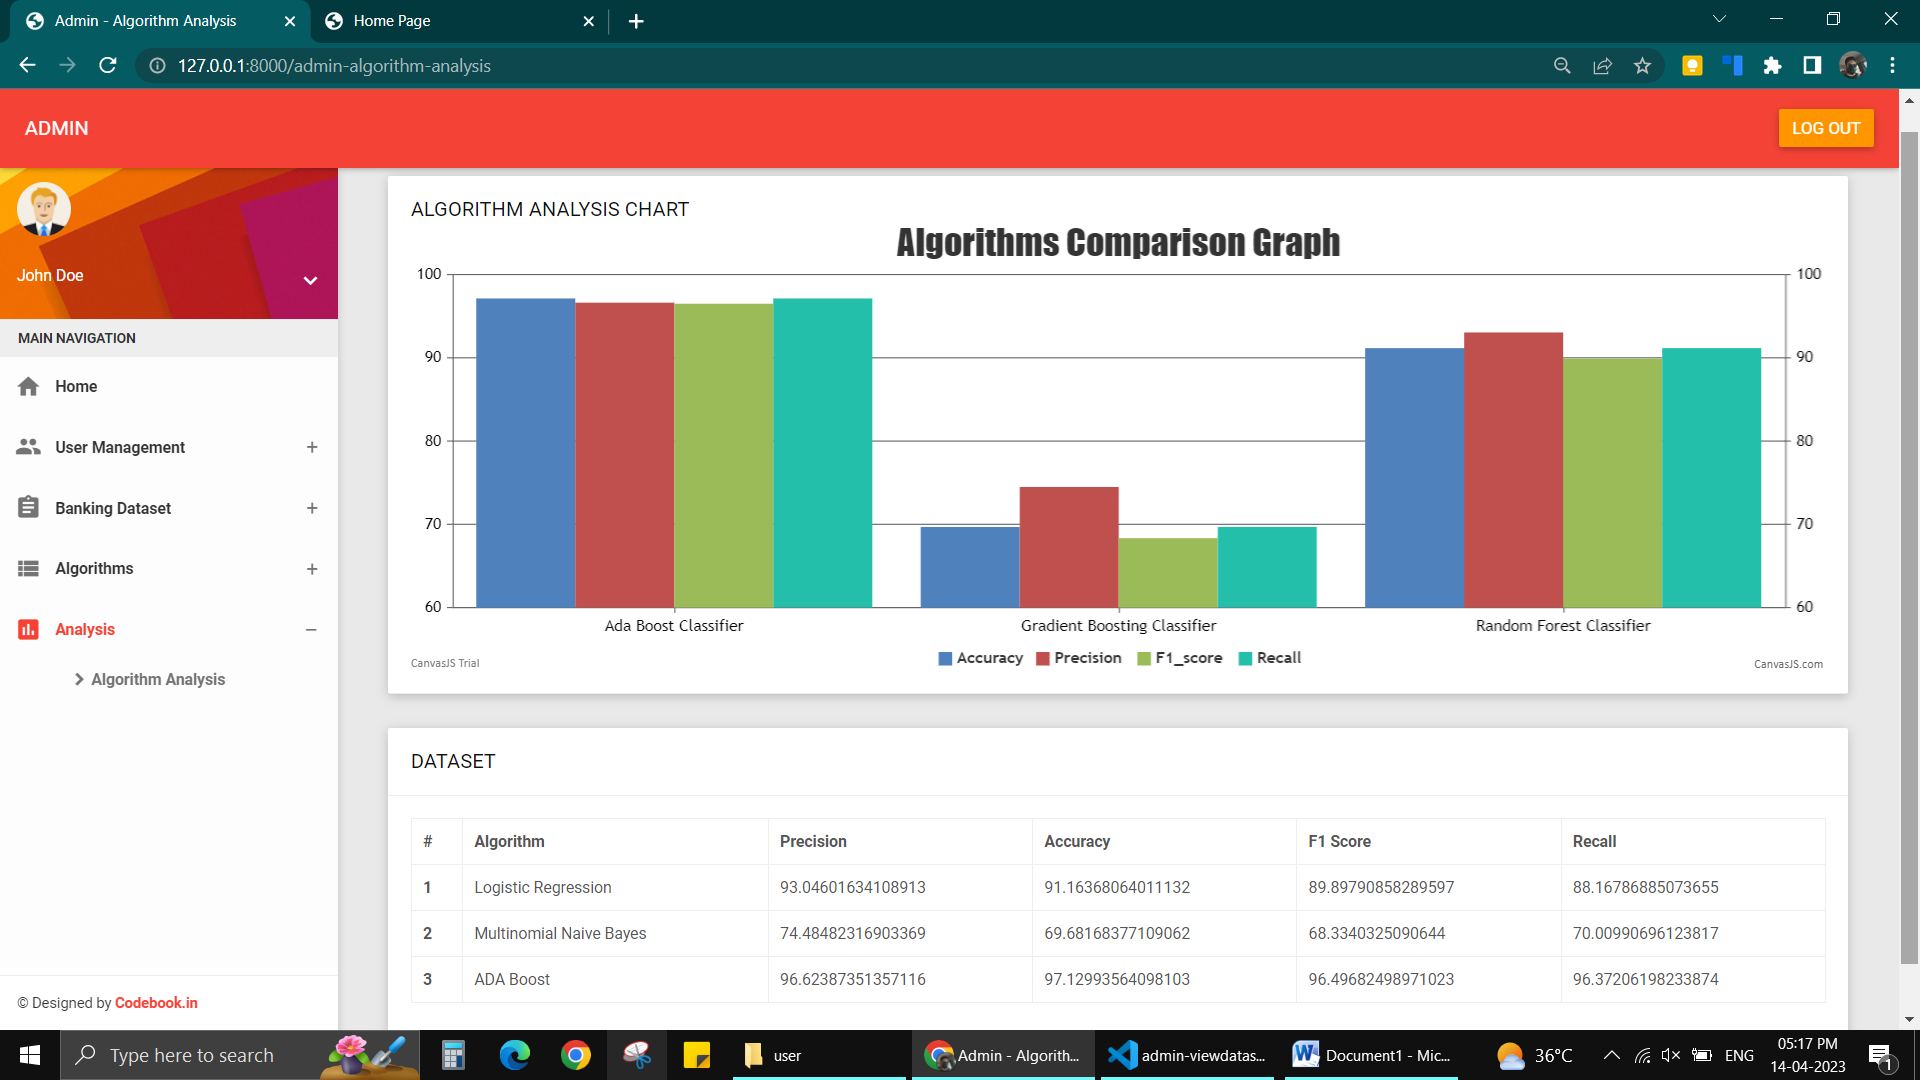 Admin - Algorithm Analysis
Home Page
127.0.0.1:8000/admin-algorithm-analysis
ADMIN
LOG OUT
John Doe
MAIN NAVIGATION
Home
User Management +
Banking Dataset +
Algorithms +
Analysis −
Algorithm Analysis
© Designed by Codebook.in
ALGORITHM ANALYSIS CHART
Algorithms Comparison Graph
100 100
90 90
80 80
70 70
60 60
Ada Boost Classifier Gradient Boosting Classifier Random Forest Classifier
Accuracy Precision F1_score Recall
CanvasJS Trial CanvasJS.com
DATASET
# Algorithm Precision Accuracy F1 Score Recall
1 Logistic Regression 93.04601634108913 91.16368064011132 89.89790858289597 88.16786885073655
2 Multinomial Naive Bayes 74.48482316903369 69.68168377109062 68.3340325090644 70.00990696123817
3 ADA Boost 96.62387351357116 97.12993564098103 96.49682498971023 96.37206198233874
Type here to search
user
Admin - Algorith...
admin-viewdatas...
Document1 - Mic...
36°C
ENG
05:17 PM
14-04-2023
1